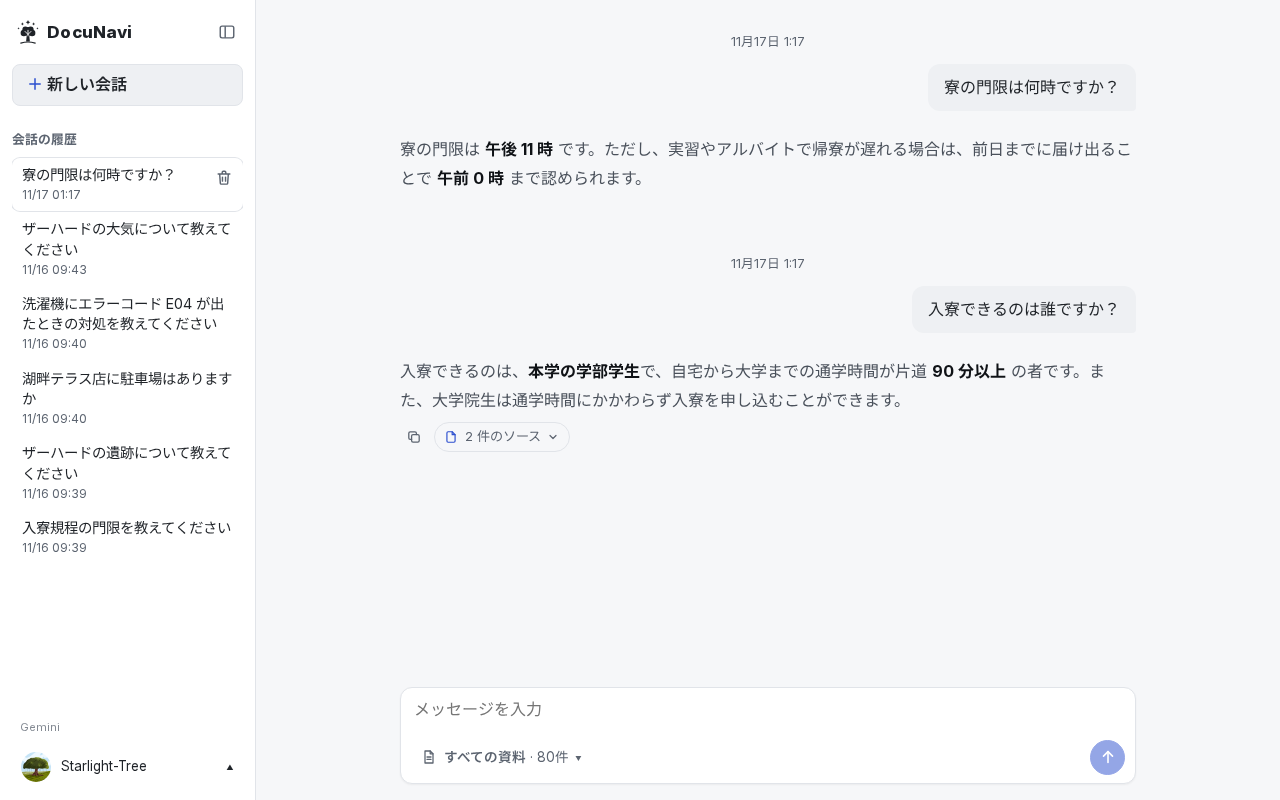 DocuNavi
+ 新しい会話
会話の履歴
寮の門限は何時ですか？
11/17 01:17
ザーハードの大気について教えて
ください
11/16 09:43
洗濯機にエラーコード E04 が出
たときの対処を教えてください
11/16 09:40
湖畔テラス店に駐車場はあります
か
11/16 09:40
ザーハードの遺跡について教えて
ください
11/16 09:39
入寮規程の門限を教えてください
11/16 09:39
Gemini
Starlight-Tree ▲
11月17日 1:17
寮の門限は何時ですか？
寮の門限は 午後 11 時 です。ただし、実習やアルバイトで帰寮が遅れる場合は、前日までに届け出るこ
とで 午前 0 時 まで認められます。
11月17日 1:17
入寮できるのは誰ですか？
入寮できるのは、本学の学部学生で、自宅から大学までの通学時間が片道 90 分以上 の者です。ま
た、大学院生は通学時間にかかわらず入寮を申し込むことができます。
2 件のソース
メッセージを入力
すべての資料 · 80件 ▼